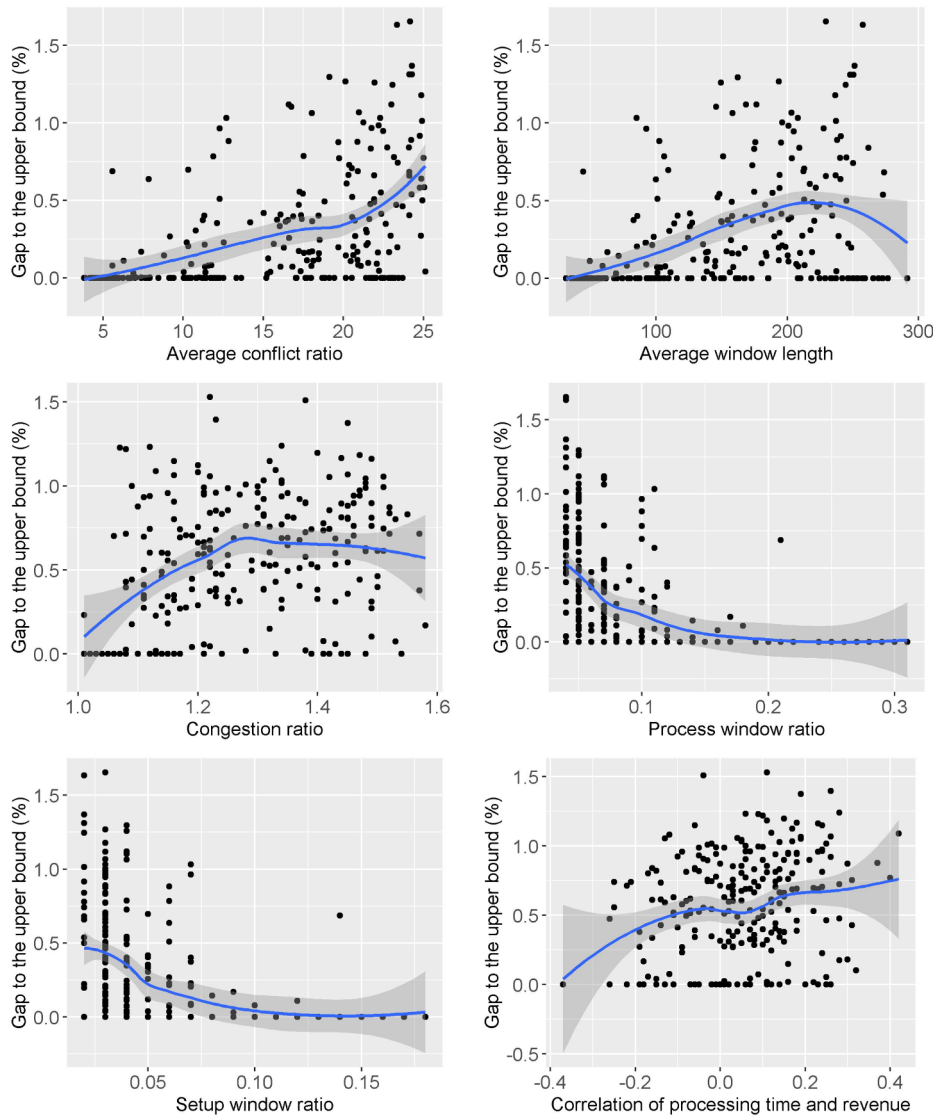 Gap to the upper bound (%)
1.5
1.0
0.5
0.0
5 10 15 20 25
Average conflict ratio
Gap to the upper bound (%)
1.5
1.0
0.5
0.0
100 200 300
Average window length
Gap to the upper bound (%)
1.5
1.0
0.5
0.0
1.0 1.2 1.4 1.6
Congestion ratio
Gap to the upper bound (%)
1.5
1.0
0.5
0.0
0.1 0.2 0.3
Process window ratio
Gap to the upper bound (%)
1.5
1.0
0.5
0.0
0.05 0.10 0.15
Setup window ratio
Gap to the upper bound (%)
1.5
1.0
0.5
0.0
-0.5
-0.4 -0.2 0.0 0.2 0.4
Correlation of processing time and revenue